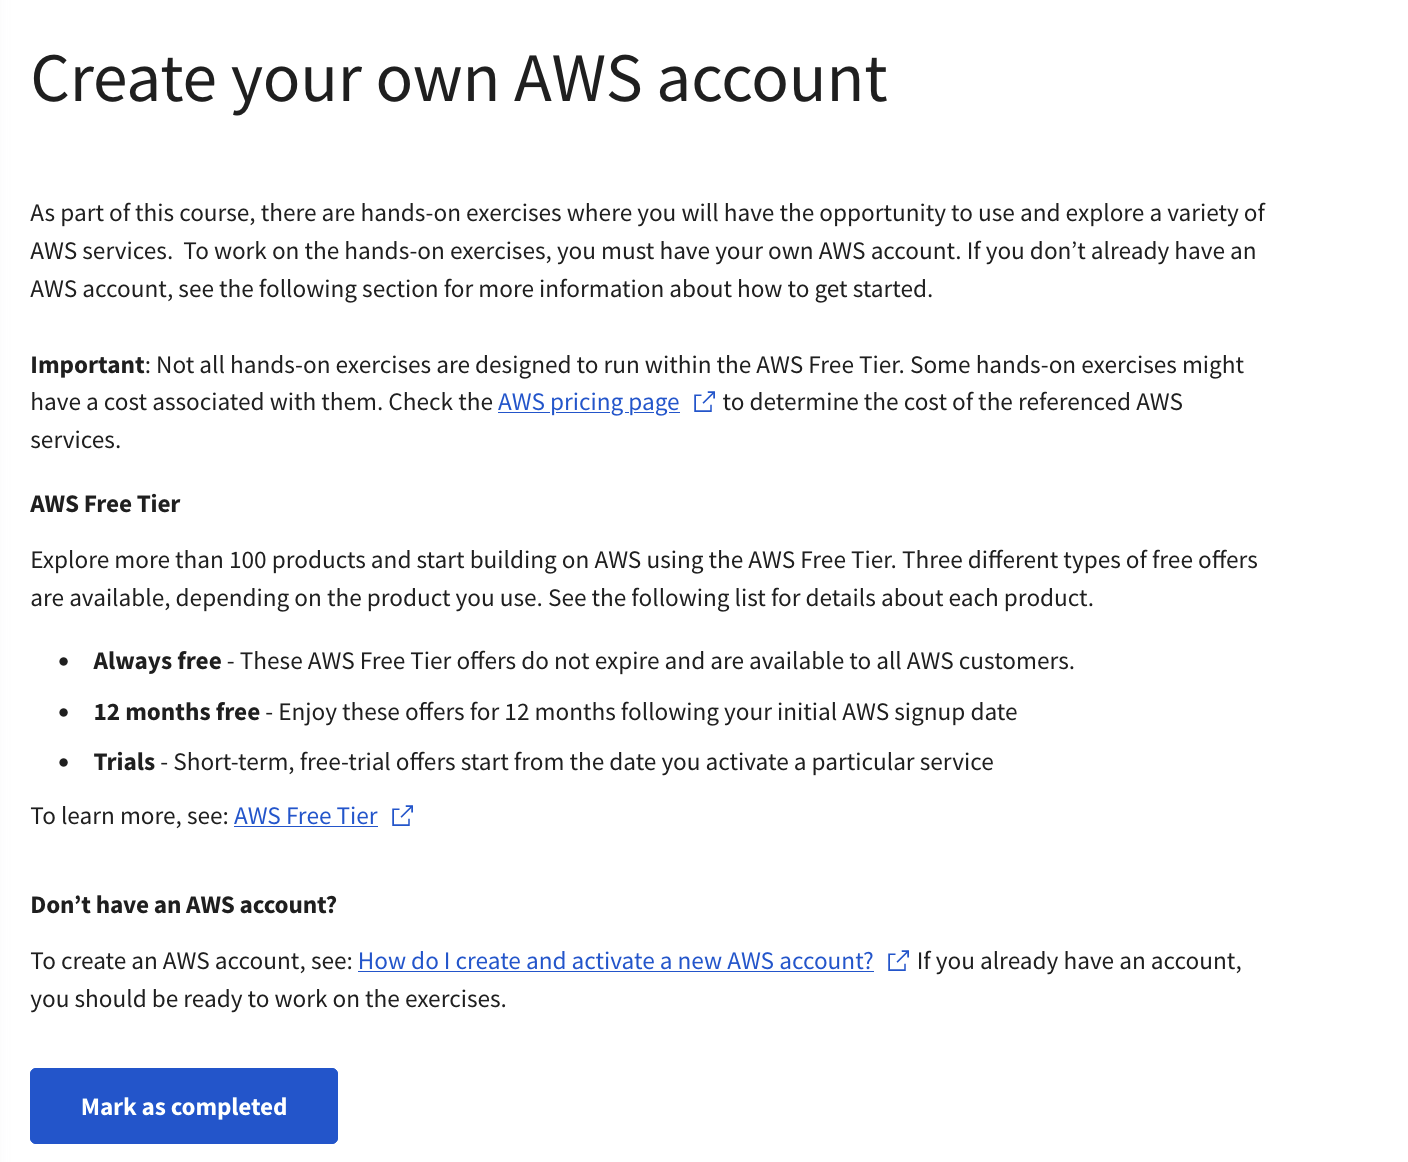 Create your own AWS account
As part of this course, there are hands-on exercises where you will have the opportunity to use and explore a variety of
AWS services.  To work on the hands-on exercises, you must have your own AWS account. If you don’t already have an
AWS account, see the following section for more information about how to get started.
Important: Not all hands-on exercises are designed to run within the AWS Free Tier. Some hands-on exercises might
have a cost associated with them. Check the AWS pricing page to determine the cost of the referenced AWS
services.
AWS Free Tier
Explore more than 100 products and start building on AWS using the AWS Free Tier. Three different types of free offers
are available, depending on the product you use. See the following list for details about each product.
• Always free - These AWS Free Tier offers do not expire and are available to all AWS customers.
• 12 months free - Enjoy these offers for 12 months following your initial AWS signup date
• Trials - Short-term, free-trial offers start from the date you activate a particular service
To learn more, see: AWS Free Tier
Don’t have an AWS account?
To create an AWS account, see: How do I create and activate a new AWS account? If you already have an account,
you should be ready to work on the exercises.
Mark as completed